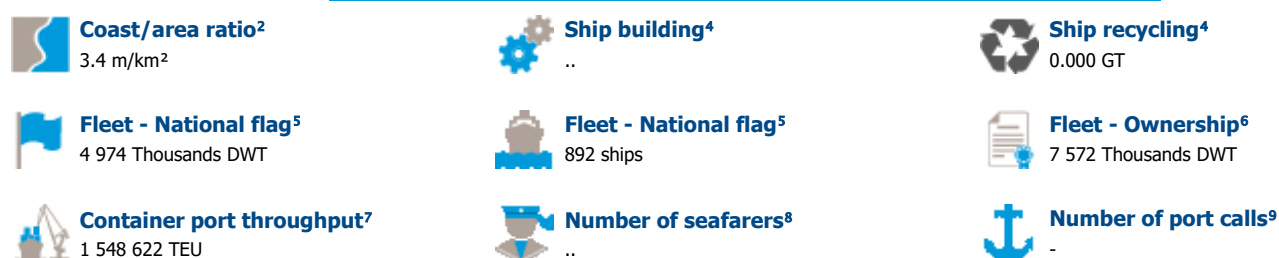 Coast/area ratio²
3.4 m/km²
Ship building⁴
..
Ship recycling⁴
0.000 GT
Fleet - National flag⁵
4 974 Thousands DWT
Fleet - National flag⁵
892 ships
Fleet - Ownership⁶
7 572 Thousands DWT
Container port throughput⁷
1 548 622 TEU
Number of seafarers⁸
..
Number of port calls⁹
-